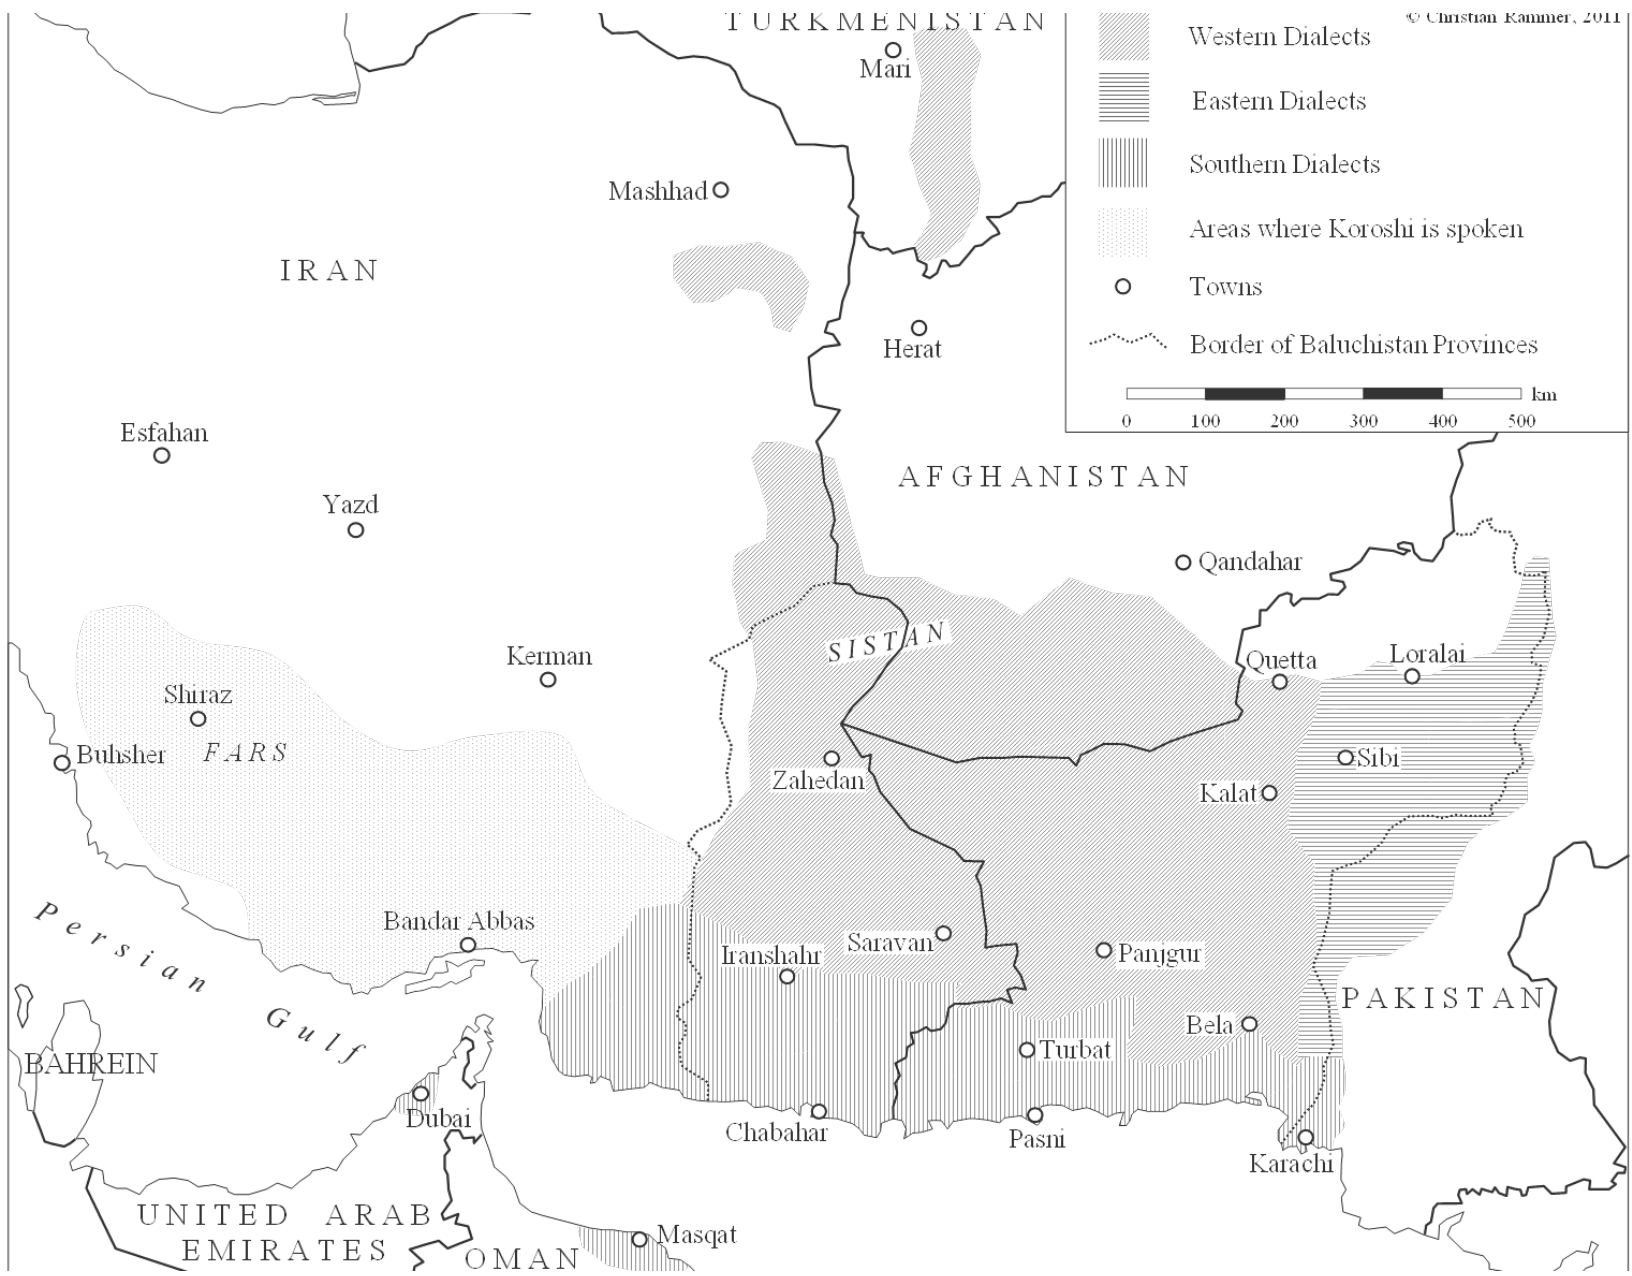 TURKMENISTAN
© Christian Rammer, 2011
Western Dialects
Mari
Eastern Dialects
Southern Dialects
Mashhad
Areas where Koroshi is spoken
IRAN
Towns
Herat
Border of Baluchistan Provinces
km
0 100 200 300 400 500
Esfahan
AFGHANISTAN
Yazd
Qandahar
SISTAN
Kerman
Quetta
Loralai
Shiraz
FARS
Buhsher
Zahedan
Sibi
Kalat
Persian Gulf
Bandar Abbas
Saravan
Iranshahr
Panjgur
PAKISTAN
Bela
Turbat
BAHREIN
Dubai
Chabahar
Pasni
Karachi
UNITED ARAB
EMIRATES
Masqat
OMAN